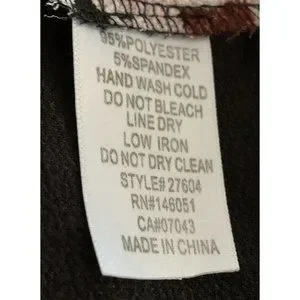 95%POLYESTER
5%SPANDEX
HAND WASH COLD
DO NOT BLEACH
LINE DRY
LOW IRON
DO NOT DRY CLEAN
STYLE# 27604
RN#146051
CA#07043
MADE IN CHINA